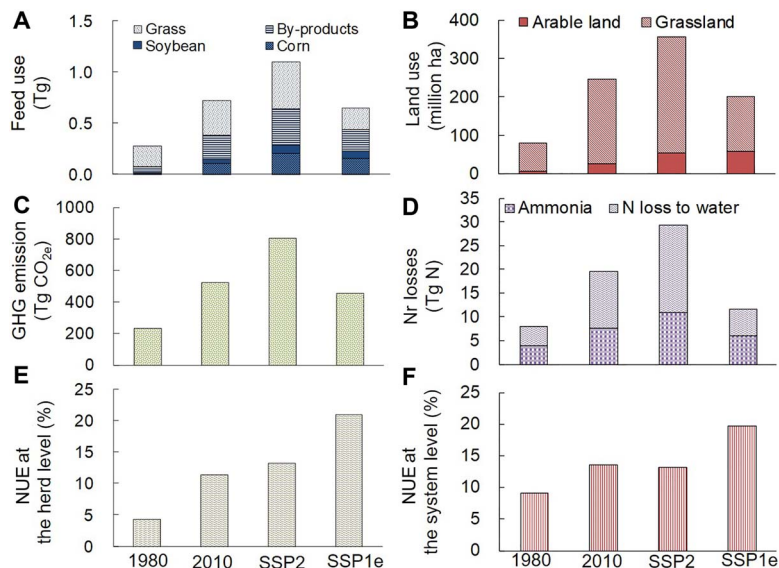 A
Grass
By-products
Soybean
Corn
Feed use
(Tg)
1.5
1.0
0.5
0.0
B
Arable land
Grassland
Land use
(million ha)
400
300
200
100
0
C
GHG emission
(Tg CO2e)
1000
800
600
400
200
0
D
Ammonia
N loss to water
Nr losses
(Tg N)
35
30
25
20
15
10
5
0
E
NUE at
the herd level (%)
25
20
15
10
5
0
1980 2010 SSP2 SSP1e
F
NUE at
the system level (%)
25
20
15
10
5
0
1980 2010 SSP2 SSP1e